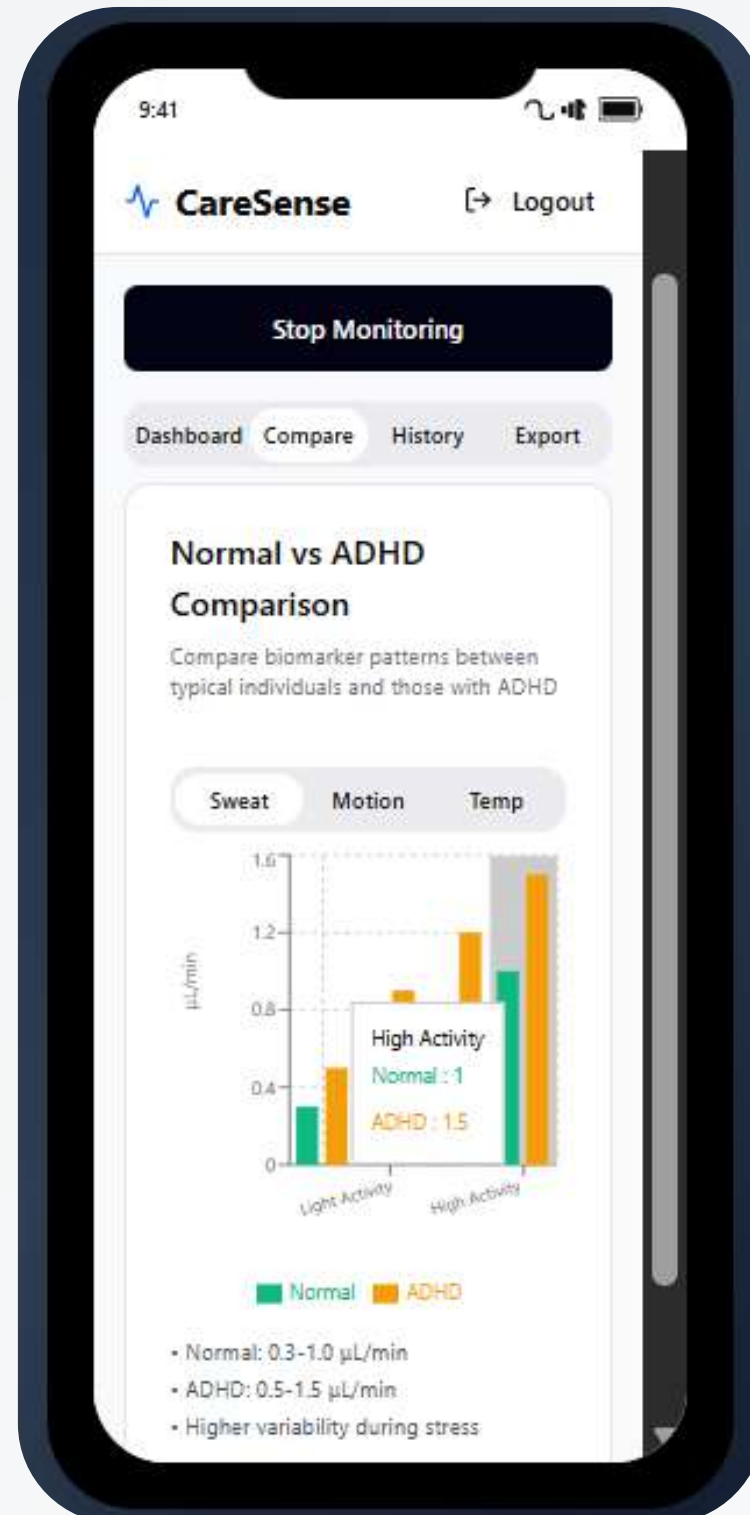 9:41
CareSense
Logout
Stop Monitoring
Dashboard Compare History Export
Normal vs ADHD
Comparison
Compare biomarker patterns between
typical individuals and those with ADHD
Sweat Motion Temp
1.6
1.2
0.8
0.4
0
µL/min
High Activity
Normal : 1
ADHD : 1.5
Light Activity High Activity
Normal ADHD
• Normal: 0.3-1.0 µL/min
• ADHD: 0.5-1.5 µL/min
• Higher variability during stress